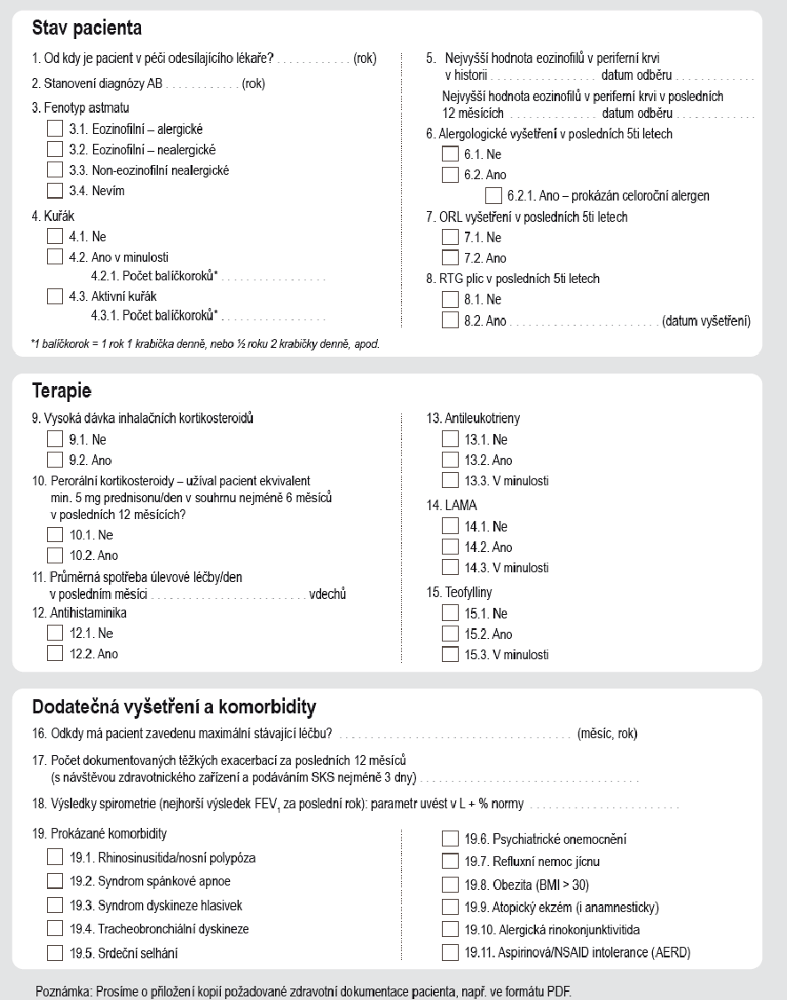 Stav pacienta
1. Od kdy je pacient v péči odesílajícího lékaře? . . . . . . . . . . . . (rok)
2. Stanovení diagnózy AB . . . . . . . . . . . . (rok)
3. Fenotyp astmatu
3.1. Eozinofilní – alergické
3.2. Eozinofilní – nealergické
3.3. Non-eozinofilní nealergické
3.4. Nevím
4. Kuřák
4.1. Ne
4.2. Ano v minulosti
4.2.1. Počet balíčkoroků* . . . . . . . . . . . . . . . . .
4.3. Aktivní kuřák
4.3.1. Počet balíčkoroků* . . . . . . . . . . . . . . . . .
*1 balíčkorok = 1 rok 1 krabička denně, nebo ½ roku 2 krabičky denně, apod.
5. Nejvyšší hodnota eozinofilů v periferní krvi
v historii . . . . . . . . . . . . . . . . . datum odběru . . . . . . . . . . . . .
Nejvyšší hodnota eozinofilů v periferní krvi v posledních
12 měsících . . . . . . . . . . . . . . datum odběru . . . . . . . . . . . . .
6. Alergologické vyšetření v posledních 5ti letech
6.1. Ne
6.2. Ano
6.2.1. Ano – prokázán celoroční alergen
7. ORL vyšetření v posledních 5ti letech
7.1. Ne
7.2. Ano
8. RTG plic v posledních 5ti letech
8.1. Ne
8.2. Ano . . . . . . . . . . . . . . . . . . . . . . . . (datum vyšetření)
Terapie
9. Vysoká dávka inhalačních kortikosteroidů
9.1. Ne
9.2. Ano
10. Perorální kortikosteroidy – užíval pacient ekvivalent
min. 5 mg prednisonu/den v souhrnu nejméně 6 měsíců
v posledních 12 měsících?
10.1. Ne
10.2. Ano
11. Průměrná spotřeba úlevové léčby/den
v posledním měsíci . . . . . . . . . . . . . . . . . . . . . . . . . vdechů
12. Antihistaminika
12.1. Ne
12.2. Ano
13. Antileukotrieny
13.1. Ne
13.2. Ano
13.3. V minulosti
14. LAMA
14.1. Ne
14.2. Ano
14.3. V minulosti
15. Teofylliny
15.1. Ne
15.2. Ano
15.3. V minulosti
Dodatečná vyšetření a komorbidity
16. Odkdy má pacient zavedenu maximální stávající léčbu? . . . . . . . . . . . . . . . . . . . . . . . . . . . . . . . . . . . . . (měsíc, rok)
17. Počet dokumentovaných těžkých exacerbací za posledních 12 měsíců
(s návštěvou zdravotnického zařízení a podáváním SKS nejméně 3 dny) . . . . . . . . . . . . . . . . . . . . . . . . . . . . . . . . . . .
18. Výsledky spirometrie (nejhorší výsledek FEV₁ za poslední rok): parametr uvést v L + % normy . . . . . . . . . . . . . . . . . . . . . . . .
19. Prokázané komorbidity
19.1. Rhinosinusitida/nosní polypóza
19.2. Syndrom spánkové apnoe
19.3. Syndrom dyskineze hlasivek
19.4. Tracheobronchiální dyskineze
19.5. Srdeční selhání
19.6. Psychiatrické onemocnění
19.7. Refluxní nemoc jícnu
19.8. Obezita (BMI > 30)
19.9. Atopický ekzém (i anamnesticky)
19.10. Alergická rinokonjunktivitida
19.11. Aspirinová/NSAID intolerance (AERD)
Poznámka: Prosíme o přiložení kopií požadované zdravotní dokumentace pacienta, např. ve formátu PDF.